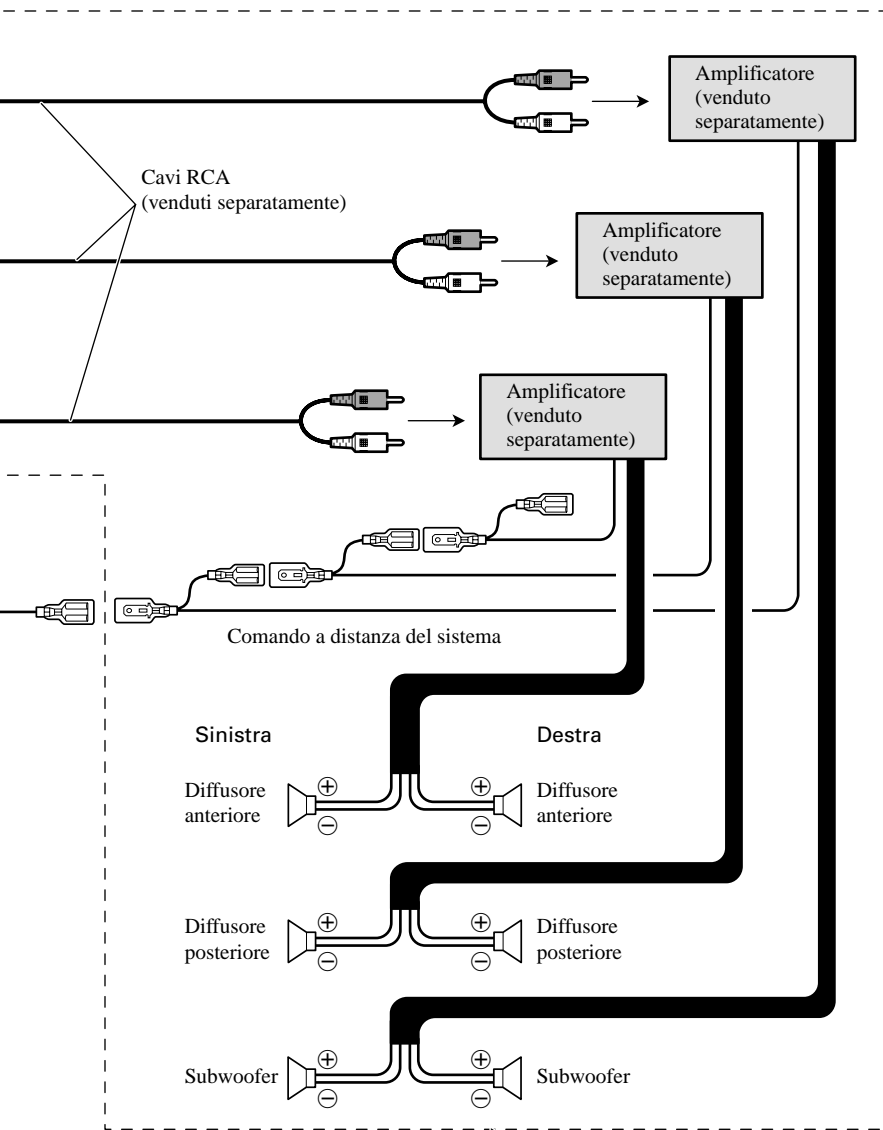 Amplificatore
(venduto
separatamente)
Cavi RCA
(venduti separatamente)
Amplificatore
(venduto
separatamente)
Amplificatore
(venduto
separatamente)
Comando a distanza del sistema
Sinistra
Destra
Diffusore
anteriore
+
−
+
−
Diffusore
anteriore
Diffusore
posteriore
+
−
+
−
Diffusore
posteriore
Subwoofer
+
−
+
−
Subwoofer